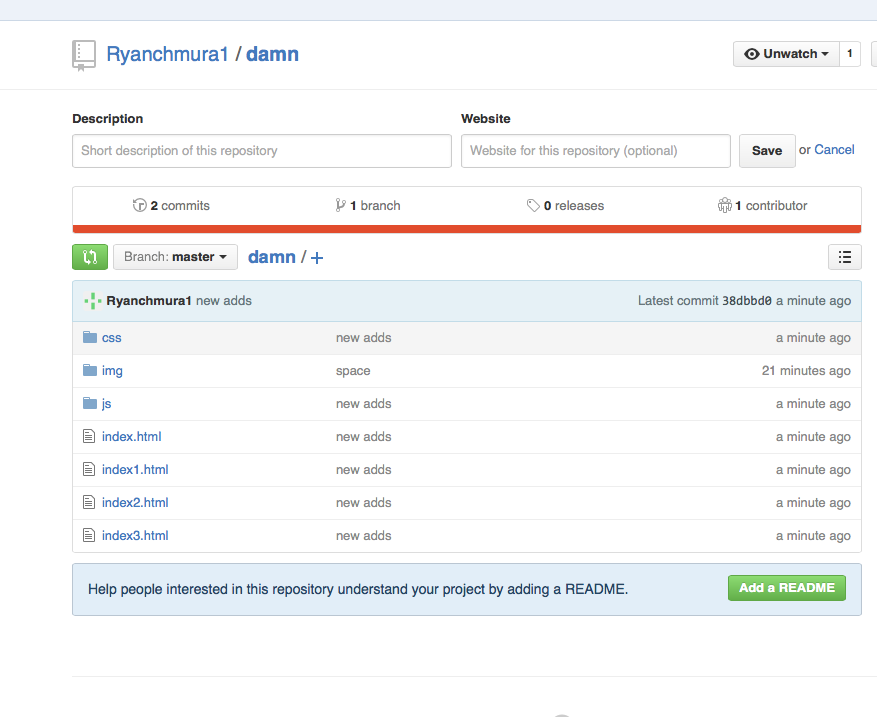 Ryanchmura1 / damn
Unwatch 1
Description Website
Short description of this repository Website for this repository (optional) Save or Cancel
2 commits 1 branch 0 releases 1 contributor
Branch: master damn / +
Ryanchmura1 new adds Latest commit 38dbbd0 a minute ago
css new adds a minute ago
img space 21 minutes ago
js new adds a minute ago
index.html new adds a minute ago
index1.html new adds a minute ago
index2.html new adds a minute ago
index3.html new adds a minute ago
Help people interested in this repository understand your project by adding a README. Add a README